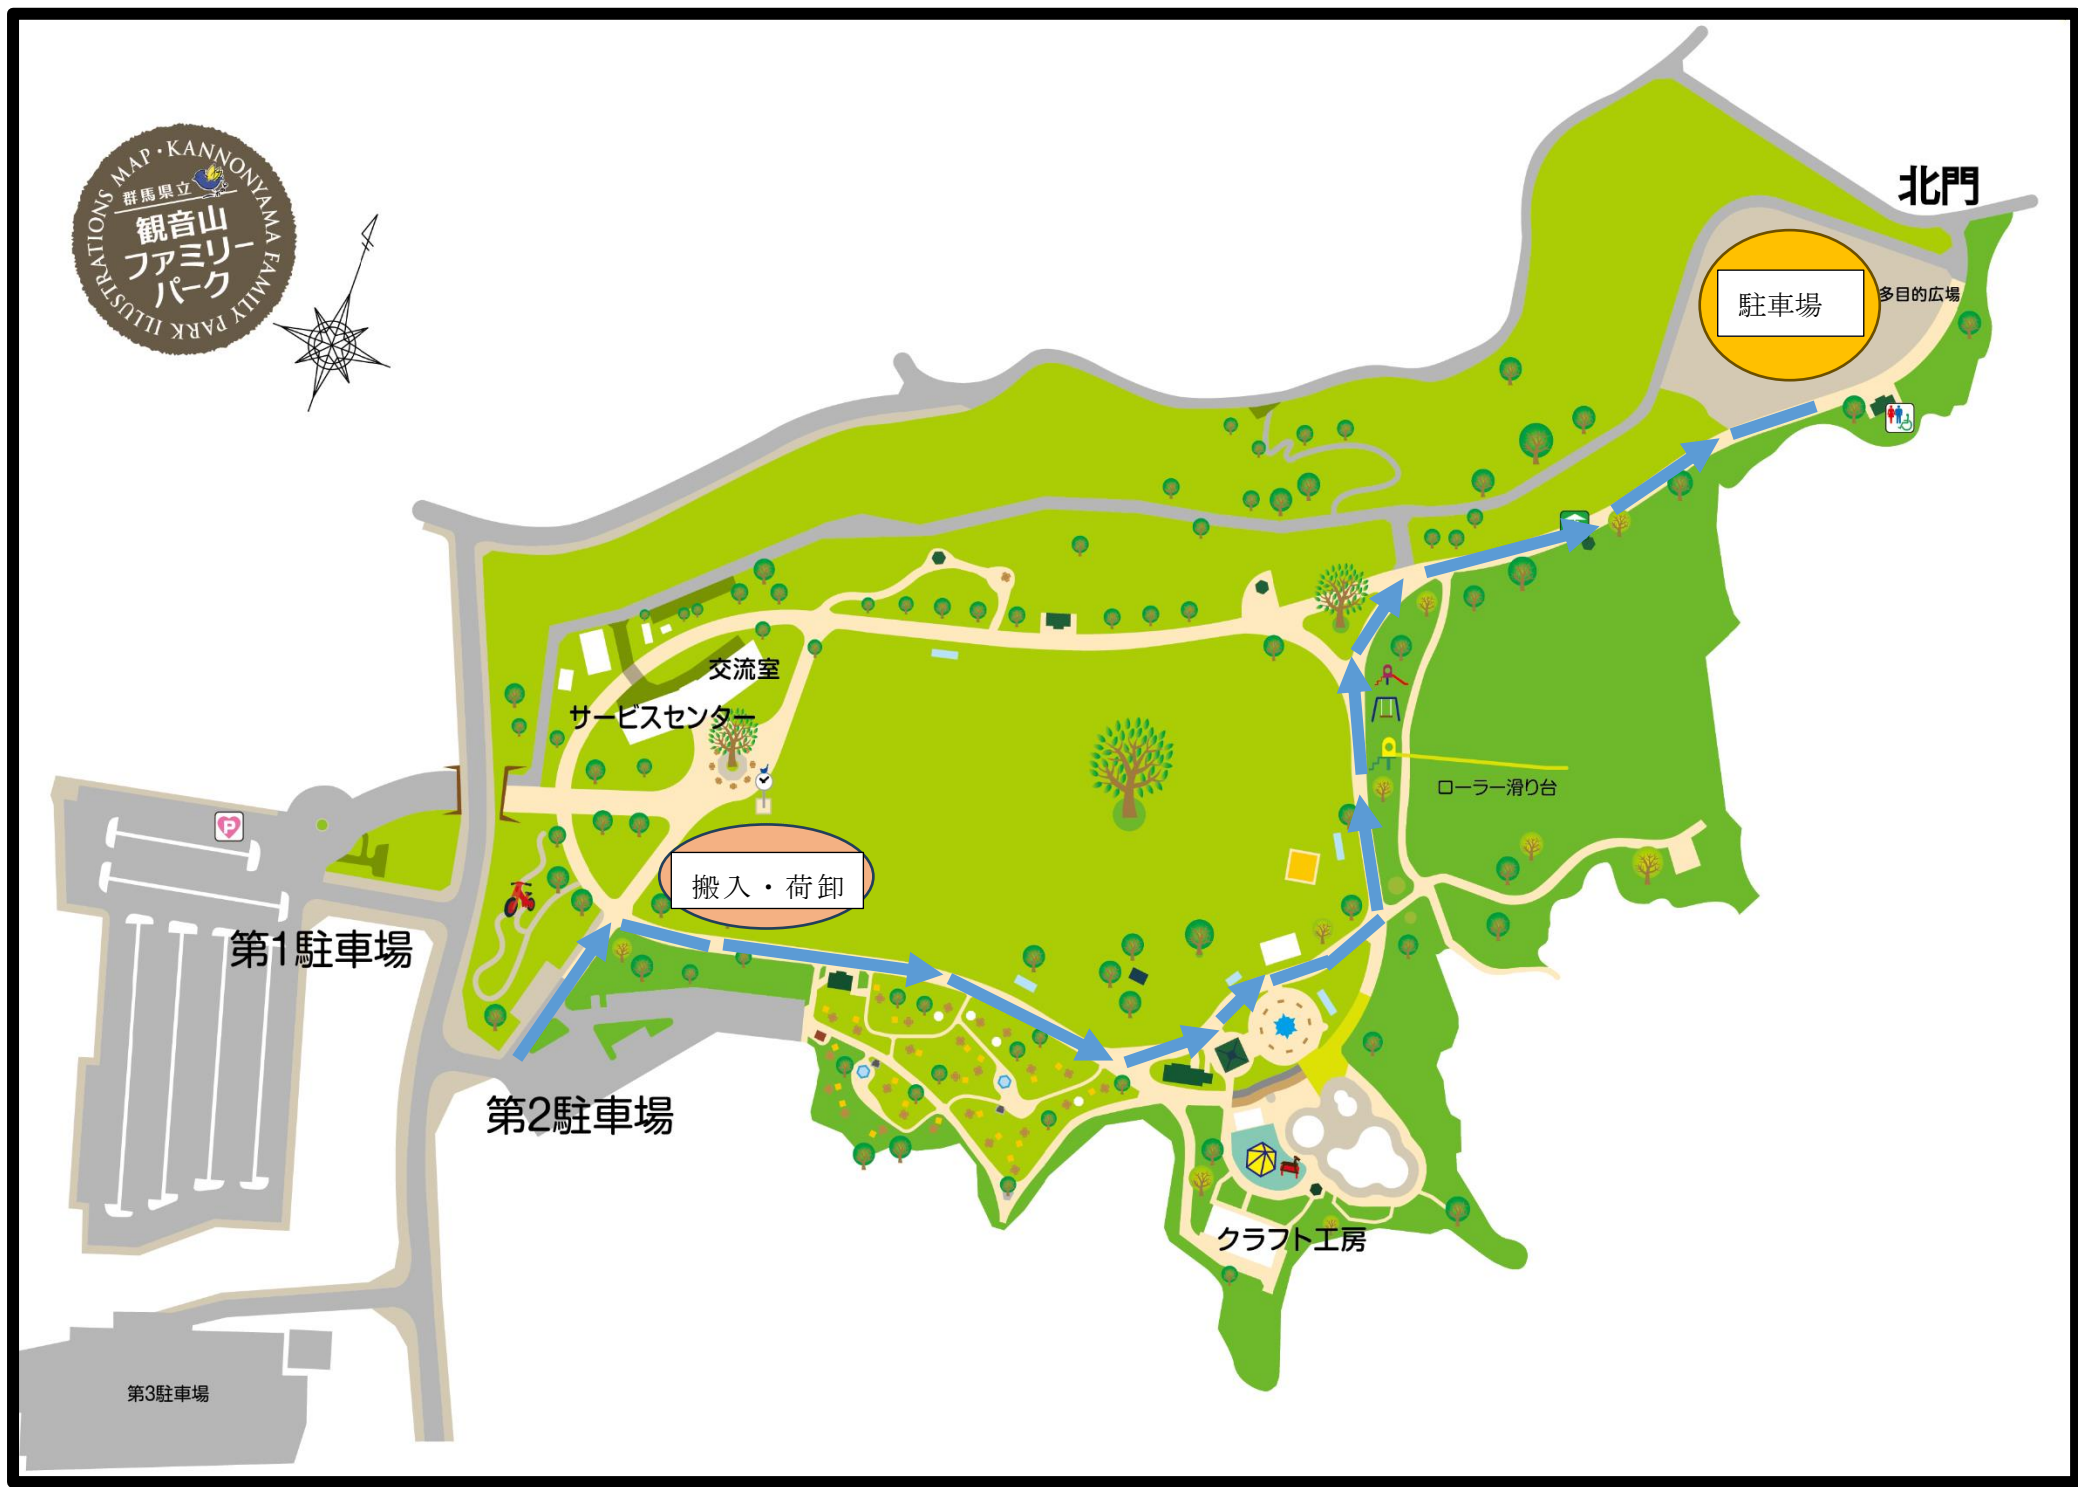 ILLUSTRATIONS MAP・KANNONYAMA FAMILY PARK
群馬県立
観音山
ファミリー
パーク
北門
駐車場
多目的広場
交流室
サービスセンター
ローラー滑り台
P
搬入・荷卸
第1駐車場
第2駐車場
クラフト工房
第3駐車場